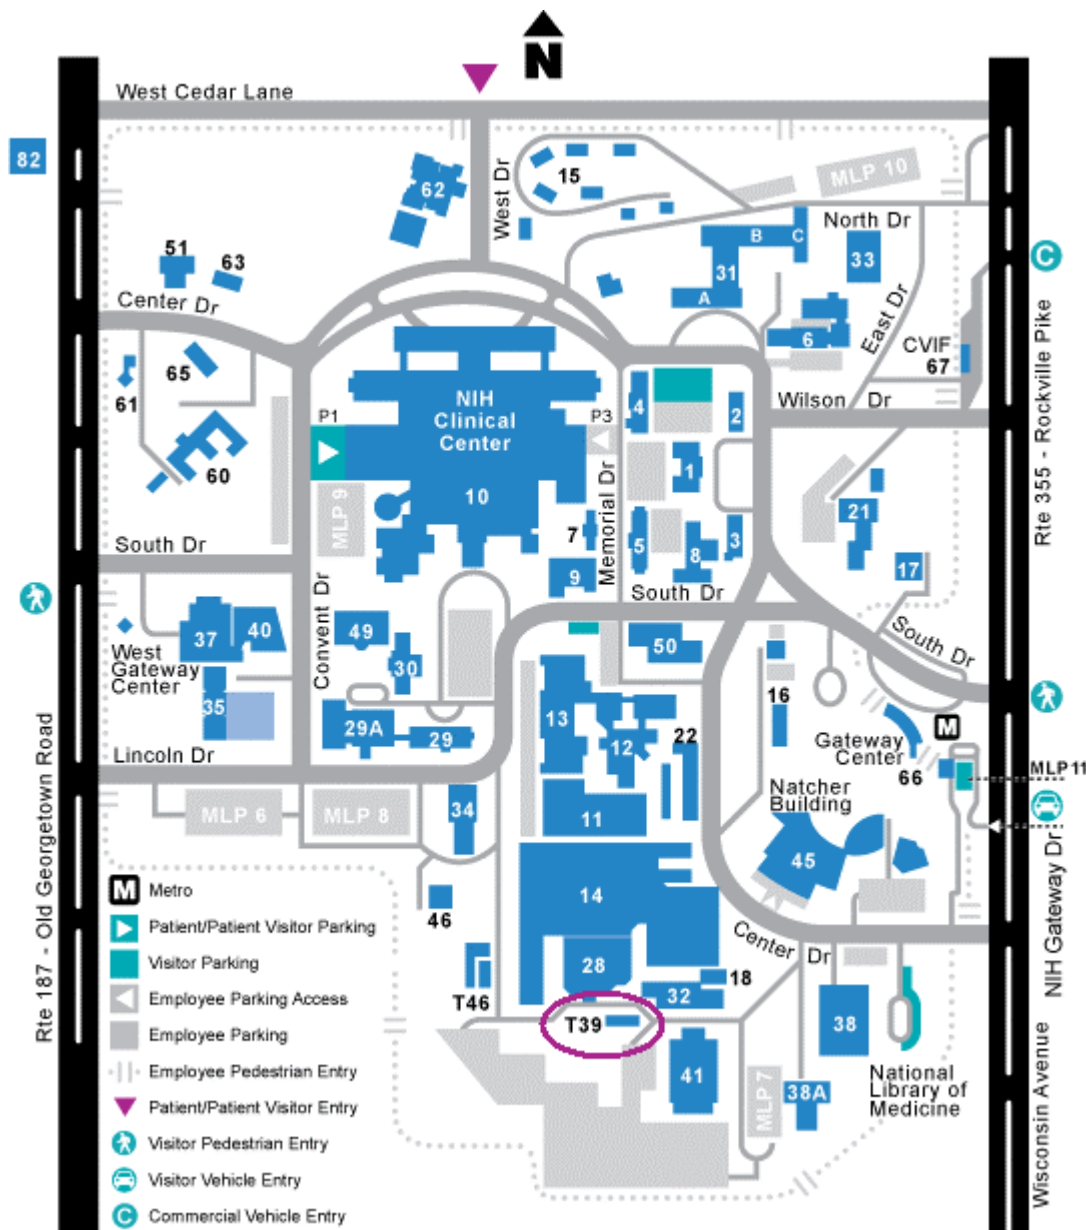 N
West Cedar Lane
82
62
West Dr
15
MLP 10
North Dr
B
C
31
A
33
51
63
Center Dr
65
61
60
6
East Dr
CVIF
67
Wilson Dr
Rte 355 - Rockville Pike
C
NIH
Clinical
Center
10
P1
P3
MLP 9
4
2
1
7
5
8
3
9
Memorial Dr
South Dr
South Dr
21
17
South Dr
37
40
West
Gateway
Center
35
Convent Dr
49
30
29A
29
50
13
12
22
16
Gateway
Center
66
M
MLP11
Lincoln Dr
MLP 6
MLP 8
34
11
Natcher
Building
45
NIH Gateway Dr
46
14
28
Center Dr
18
32
T46
T39
41
MLP 7
38
38A
National
Library of
Medicine
Wisconsin Avenue
Rte 187 - Old Georgetown Road
M Metro
Patient/Patient Visitor Parking
Visitor Parking
Employee Parking Access
Employee Parking
Employee Pedestrian Entry
Patient/Patient Visitor Entry
Visitor Pedestrian Entry
Visitor Vehicle Entry
C Commercial Vehicle Entry